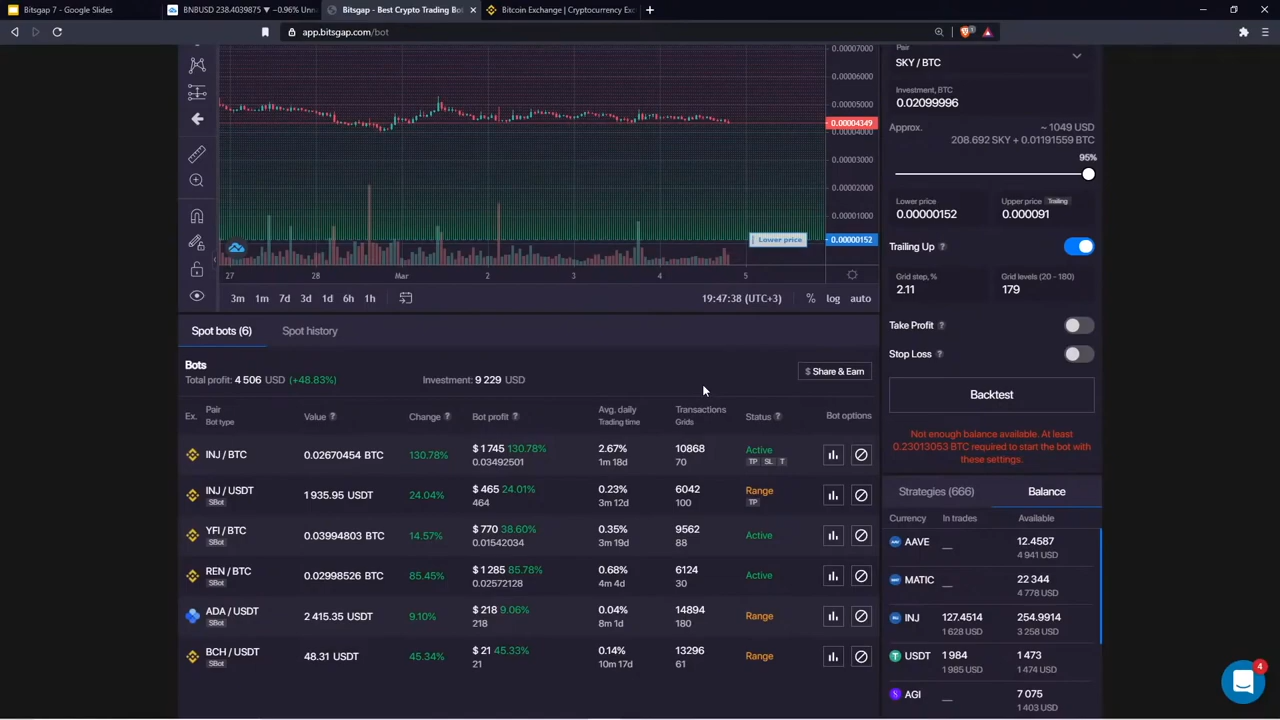 Bitsgap 7 - Google Slides
BNBUSD 238.4039875 ▼ −0.96% Unna
Bitsgap - Best Crypto Trading Bot
Bitcoin Exchange | Cryptocurrency Exc
app.bitsgap.com/bot
0.00007000
0.00006000
0.00005000
0.00004349
0.00004000
0.00003000
0.00002000
0.00001000
Lower price
0.00000152
27 28 Mar 2 3 4 5
3m 1m 7d 3d 1d 6h 1h
19:47:38 (UTC+3) % log auto
Pair
SKY / BTC
Investment, BTC
0.02099996
Approx. ~ 1049 USD
208.692 SKY + 0.01191559 BTC
95%
Lower price Upper price Trailing
0.00000152 0.000091
Trailing Up ?
Grid step, % Grid levels (20 - 180)
2.11 179
Take Profit ?
Stop Loss ?
Backtest
Not enough balance available. At least
0.23013053 BTC required to start the bot with
these settings.
Spot bots (6) Spot history
Bots
Total profit: 4 506 USD (+48.83%) Investment: 9 229 USD
$ Share & Earn
Ex. Pair Value ? Change ? Bot profit ? Avg. daily Transactions Status ? Bot options
Bot type Trading time Grids
INJ / BTC 0.02670454 BTC 130.78% $ 1 745 130.78% 2.67% 10868 Active
0.03492501 1m 18d 70 TP SL T
INJ / USDT 1 935.95 USDT 24.04% $ 465 24.01% 0.23% 6042 Range
SBot 464 3m 12d 100 TP
YFI / BTC 0.03994803 BTC 14.57% $ 770 38.60% 0.35% 9562 Active
SBot 0.01542034 3m 19d 88
REN / BTC 0.02998526 BTC 85.45% $ 1 285 85.78% 0.68% 6124 Active
SBot 0.02572128 4m 4d 30
ADA / USDT 2 415.35 USDT 9.10% $ 218 9.06% 0.04% 14894 Range
SBot 218 8m 1d 180
BCH / USDT 48.31 USDT 45.34% $ 21 45.33% 0.14% 13296 Range
SBot 21 10m 17d 61
Strategies (666) Balance
Currency In trades Available
AAVE — 12.4587
4 941 USD
MATIC — 22 344
4 778 USD
INJ 127.4514 254.9914
1 628 USD 3 258 USD
USDT 1 984 1 473
1 985 USD 1 474 USD
AGI — 7 075
1 403 USD
4